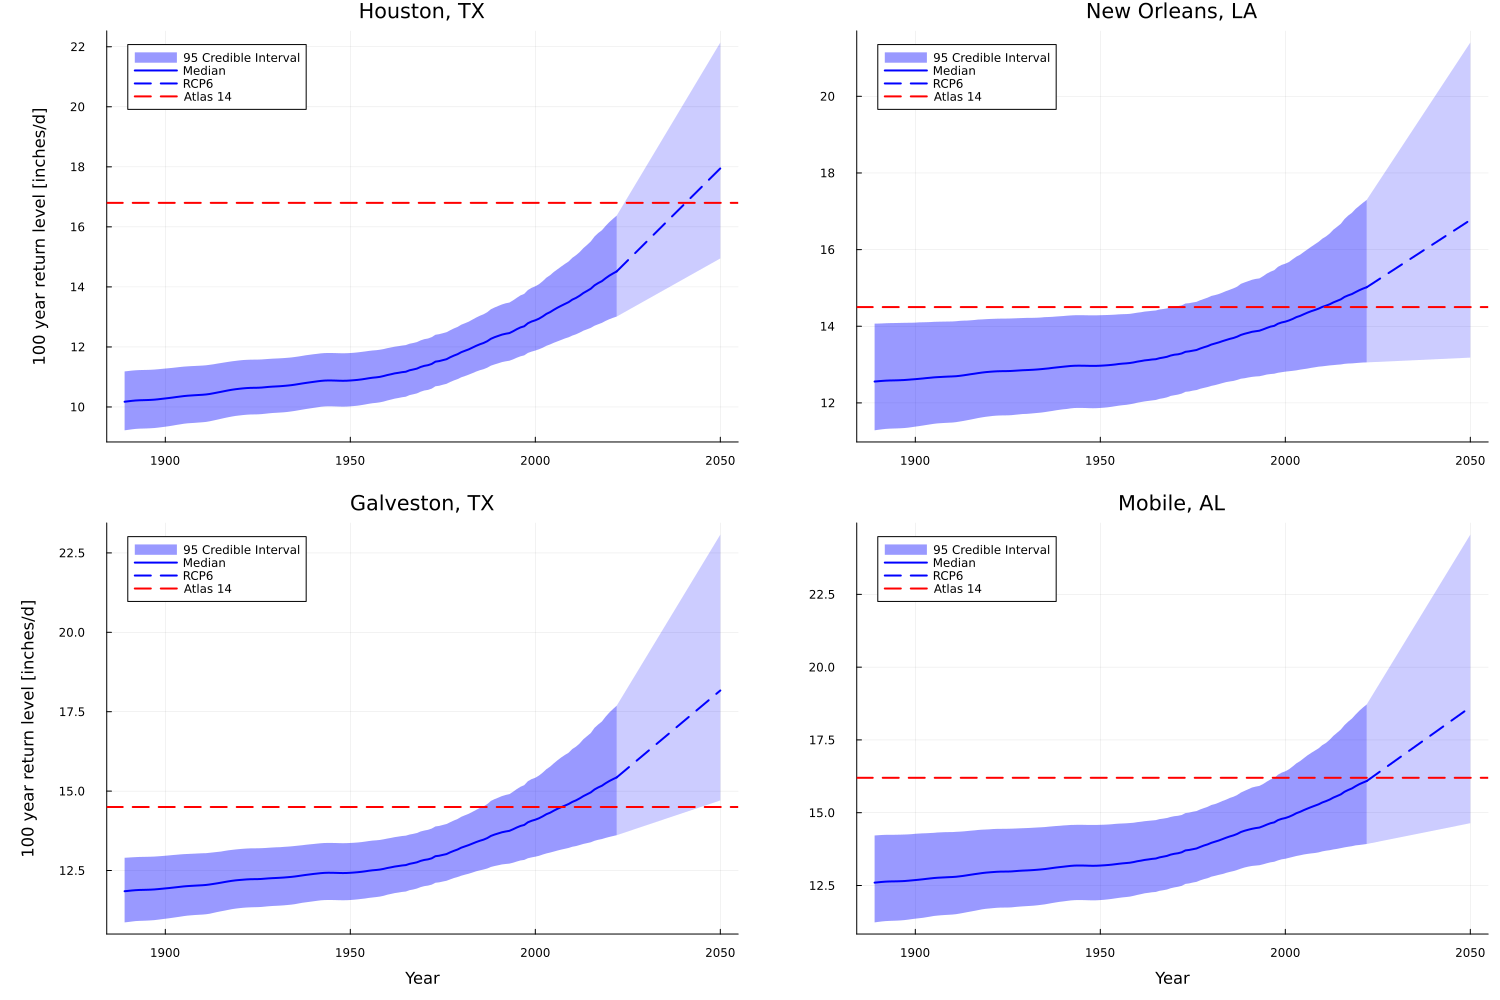 Houston, TX
22
20
18
16
14
12
10
1900 1950 2000 2050
100 year return level [inches/d]
95 Credible Interval
Median
RCP6
Atlas 14
New Orleans, LA
20
18
16
14
12
1900 1950 2000 2050
95 Credible Interval
Median
RCP6
Atlas 14
Galveston, TX
22.5
20.0
17.5
15.0
12.5
1900 1950 2000 2050
100 year return level [inches/d]
Year
95 Credible Interval
Median
RCP6
Atlas 14
Mobile, AL
22.5
20.0
17.5
15.0
12.5
1900 1950 2000 2050
Year
95 Credible Interval
Median
RCP6
Atlas 14